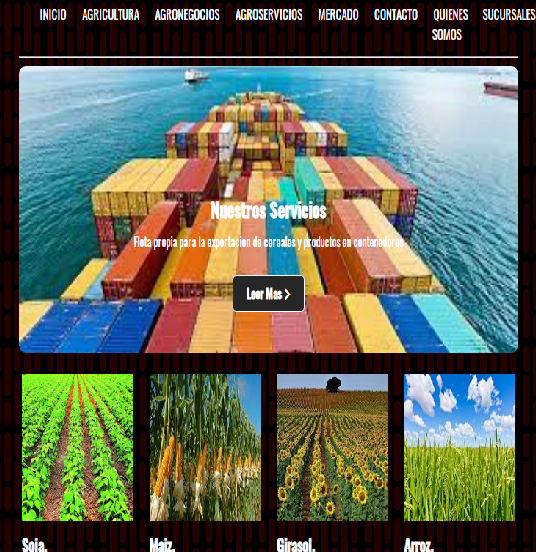 INICIO AGRICULTURA AGRONEGOCIOS AGROSERVICIOS MERCADO CONTACTO QUIENES SOMOS SUCURSALES
Nuestros Servicios
Flota propia para la exportacion de cereales y productos en contenedores
Leer Mas >
Soja. Maiz. Girasol. Arroz.